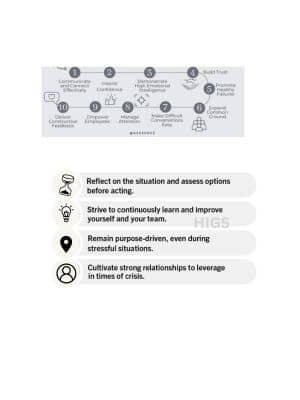 1
2
3
4
Communicate and Connect Effectively
Inspire Confidence
Demonstrate High Emotional Intelligence
Build Trust
5
Promote Healthy Failures
10
9
8
7
6
Deliver Constructive Feedback
Empower Employees
Manage Attention
Make Difficult Conversations Easy
Expand Common Ground
Reflect on the situation and assess options
before acting.
Strive to continuously learn and improve
yourself and your team.
HIGS
Remain purpose-driven, even during
stressful situations.
Cultivate strong relationships to leverage
in times of crisis.